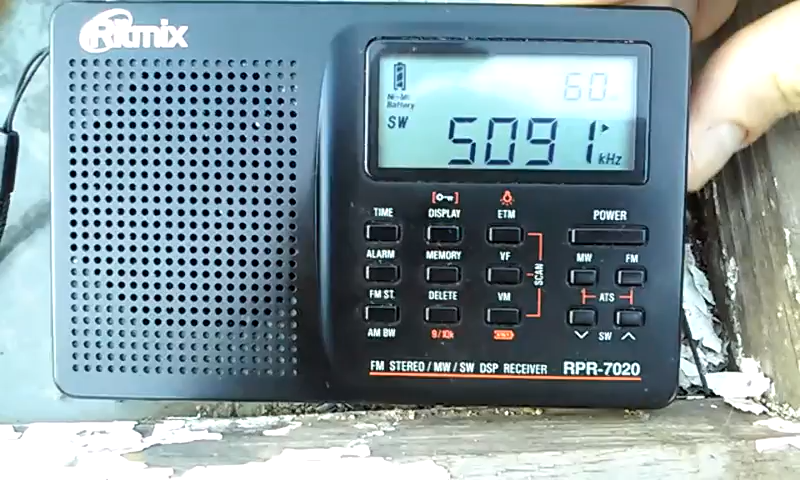 Ritmix
60
Ni-MH
Battery
SW
5091
kHz
TIME
DISPLAY
ETM
POWER
ALARM
MEMORY
VF
MW
FM
SCAN
FM ST.
DELETE
VM
ATS
AM BW
9/10k
SW
FM STEREO/MW/SW DSP RECEIVER
RPR-7020